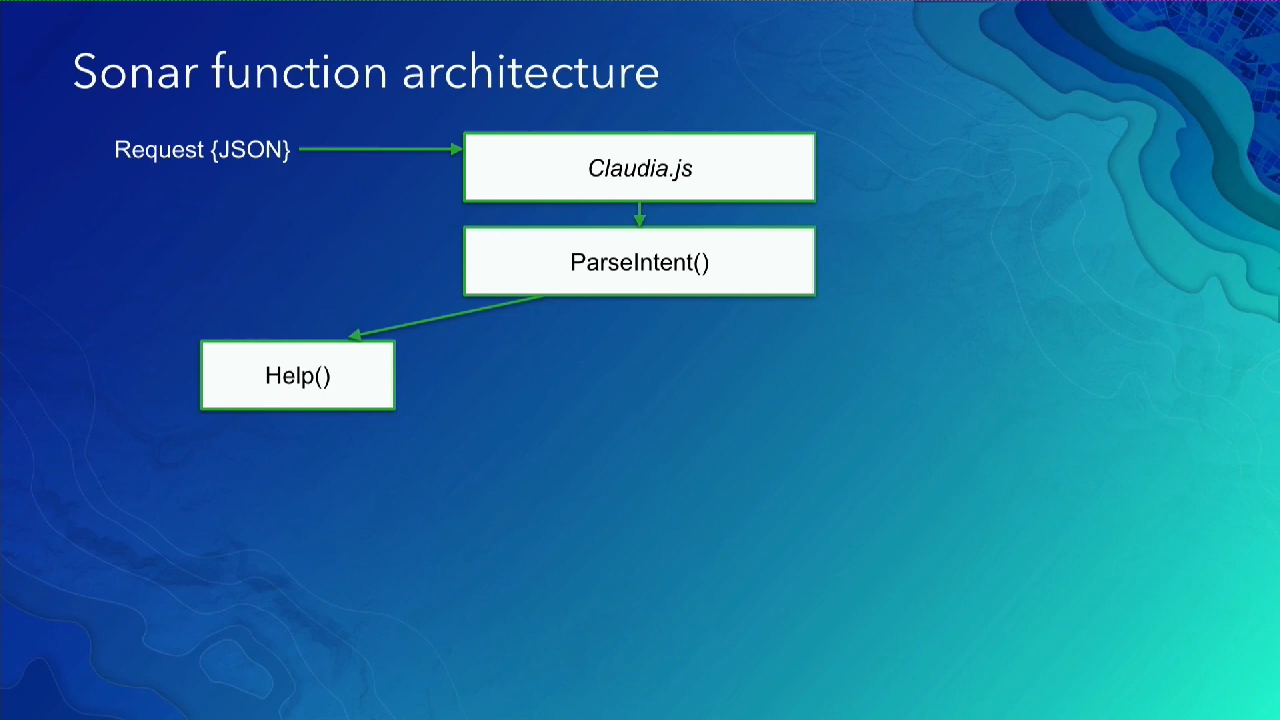 Sonar function architecture
Request {JSON}
Claudia.js
ParseIntent()
Help()